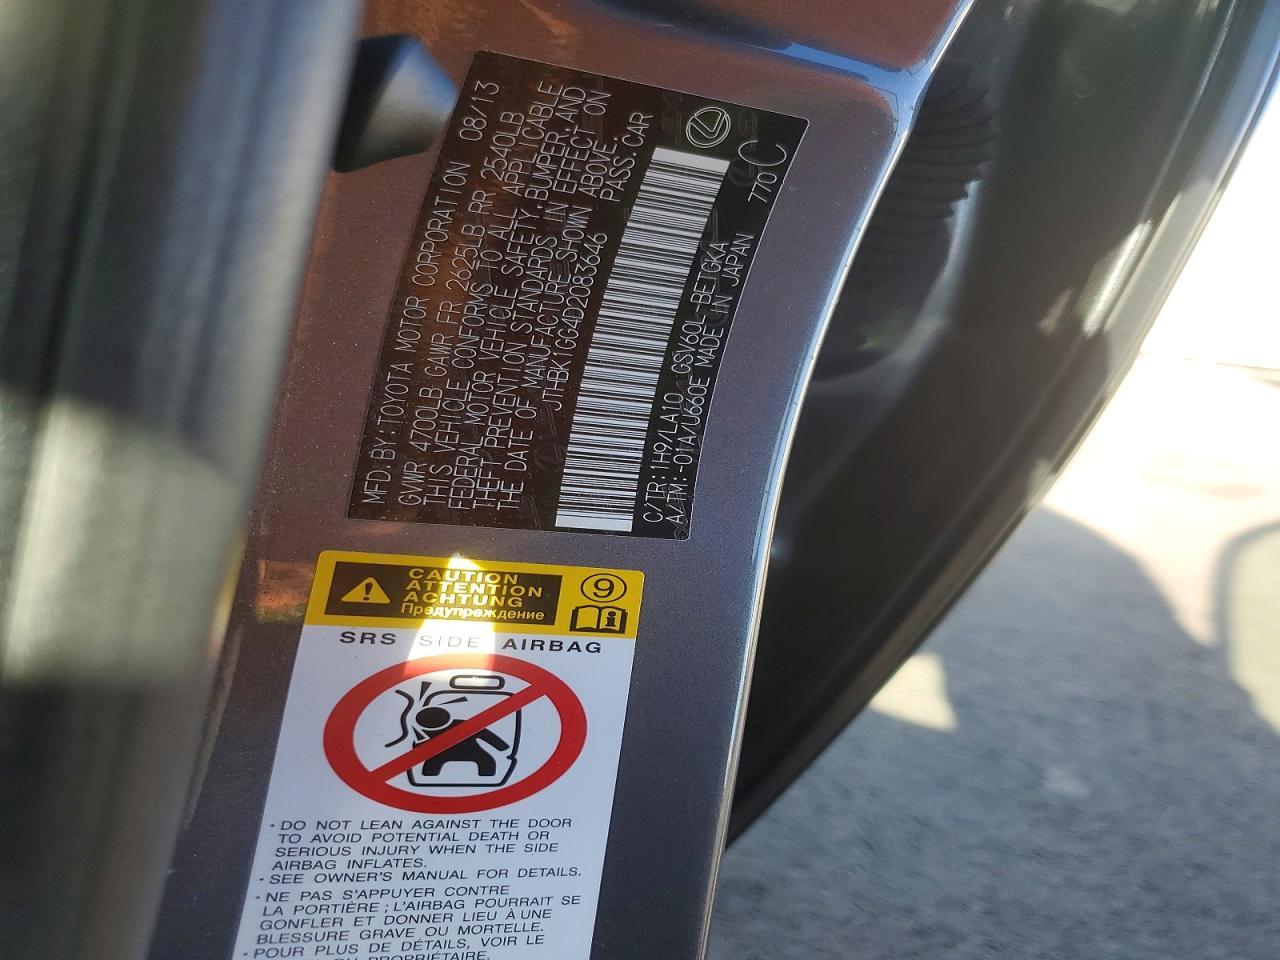 MFD.BY:TOYOTA MOTOR CORPORATION 08/13
GVWR 4700LB GAWR FR 2625LB RR 2540LB
THIS VEHICLE CONFORMS TO ALL APPLICABLE
FEDERAL MOTOR VEHICLE SAFETY, BUMPER, AND
THEFT PREVENTION STANDARDS IN EFFECT ON
THE DATE OF MANUFACTURE SHOWN ABOVE.
JTHBK1GG4D2083646 PASS.CAR
C/TR:1H9/LA10 GSV60L-BETGKA
A/TM:-01A/U660E MADE IN JAPAN 770 C
CAUTION
ATTENTION
ACHTUNG
Предупреждение
9
SRS SIDE AIRBAG
· DO NOT LEAN AGAINST THE DOOR
TO AVOID POTENTIAL DEATH OR
SERIOUS INJURY WHEN THE SIDE
AIRBAG INFLATES.
· SEE OWNER'S MANUAL FOR DETAILS.
· NE PAS S'APPUYER CONTRE
LA PORTIÈRE ; L'AIRBAG POURRAIT SE
GONFLER ET DONNER LIEU À UNE
BLESSURE GRAVE OU MORTELLE.
· POUR PLUS DE DÉTAILS, VOIR LE
DU PROPRIÉTAIRE.